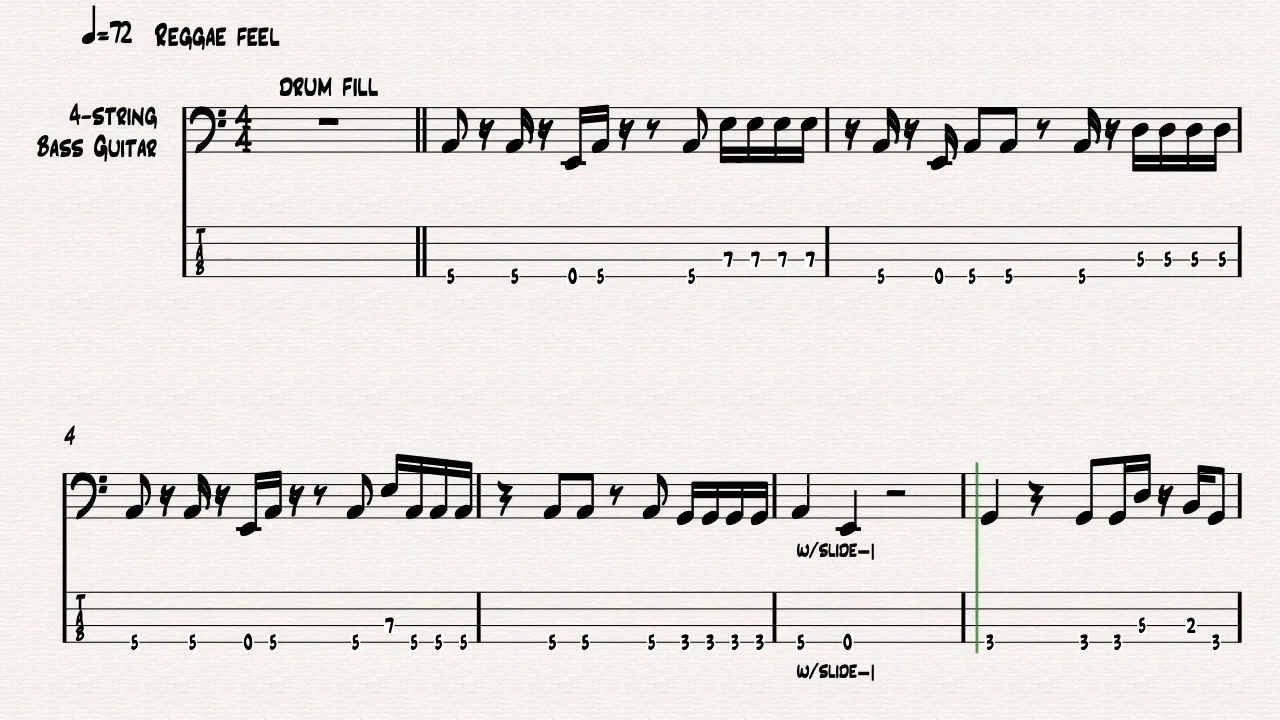 ♩=72 Reggae feel
Drum fill
4-string
Bass Guitar
4
4
T
A
B
5 5 0 5 5 7 7 7 7 5 0 5 5 5 5 5 5 5
4
w/slide-|
T
A
B
5 5 0 5 5 7 5 5 5 5 5 5 3 3 3 3 5 0 3 3 3 5 2 3
w/slide-|